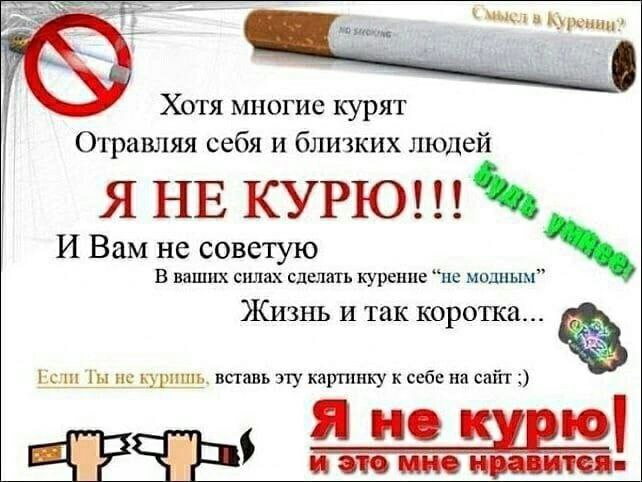 Смысл в Курении?
NO SMOKING
Хотя многие курят
Отравляя себя и близких людей
Я НЕ КУРЮ!!!
Будь умнее!
И Вам не советую
В ваших силах сделать курение “не модным”
Жизнь и так коротка...
Если Ты не куришь, вставь эту картинку к себе на сайт ;)
Я не курю!
и это мне нравится.